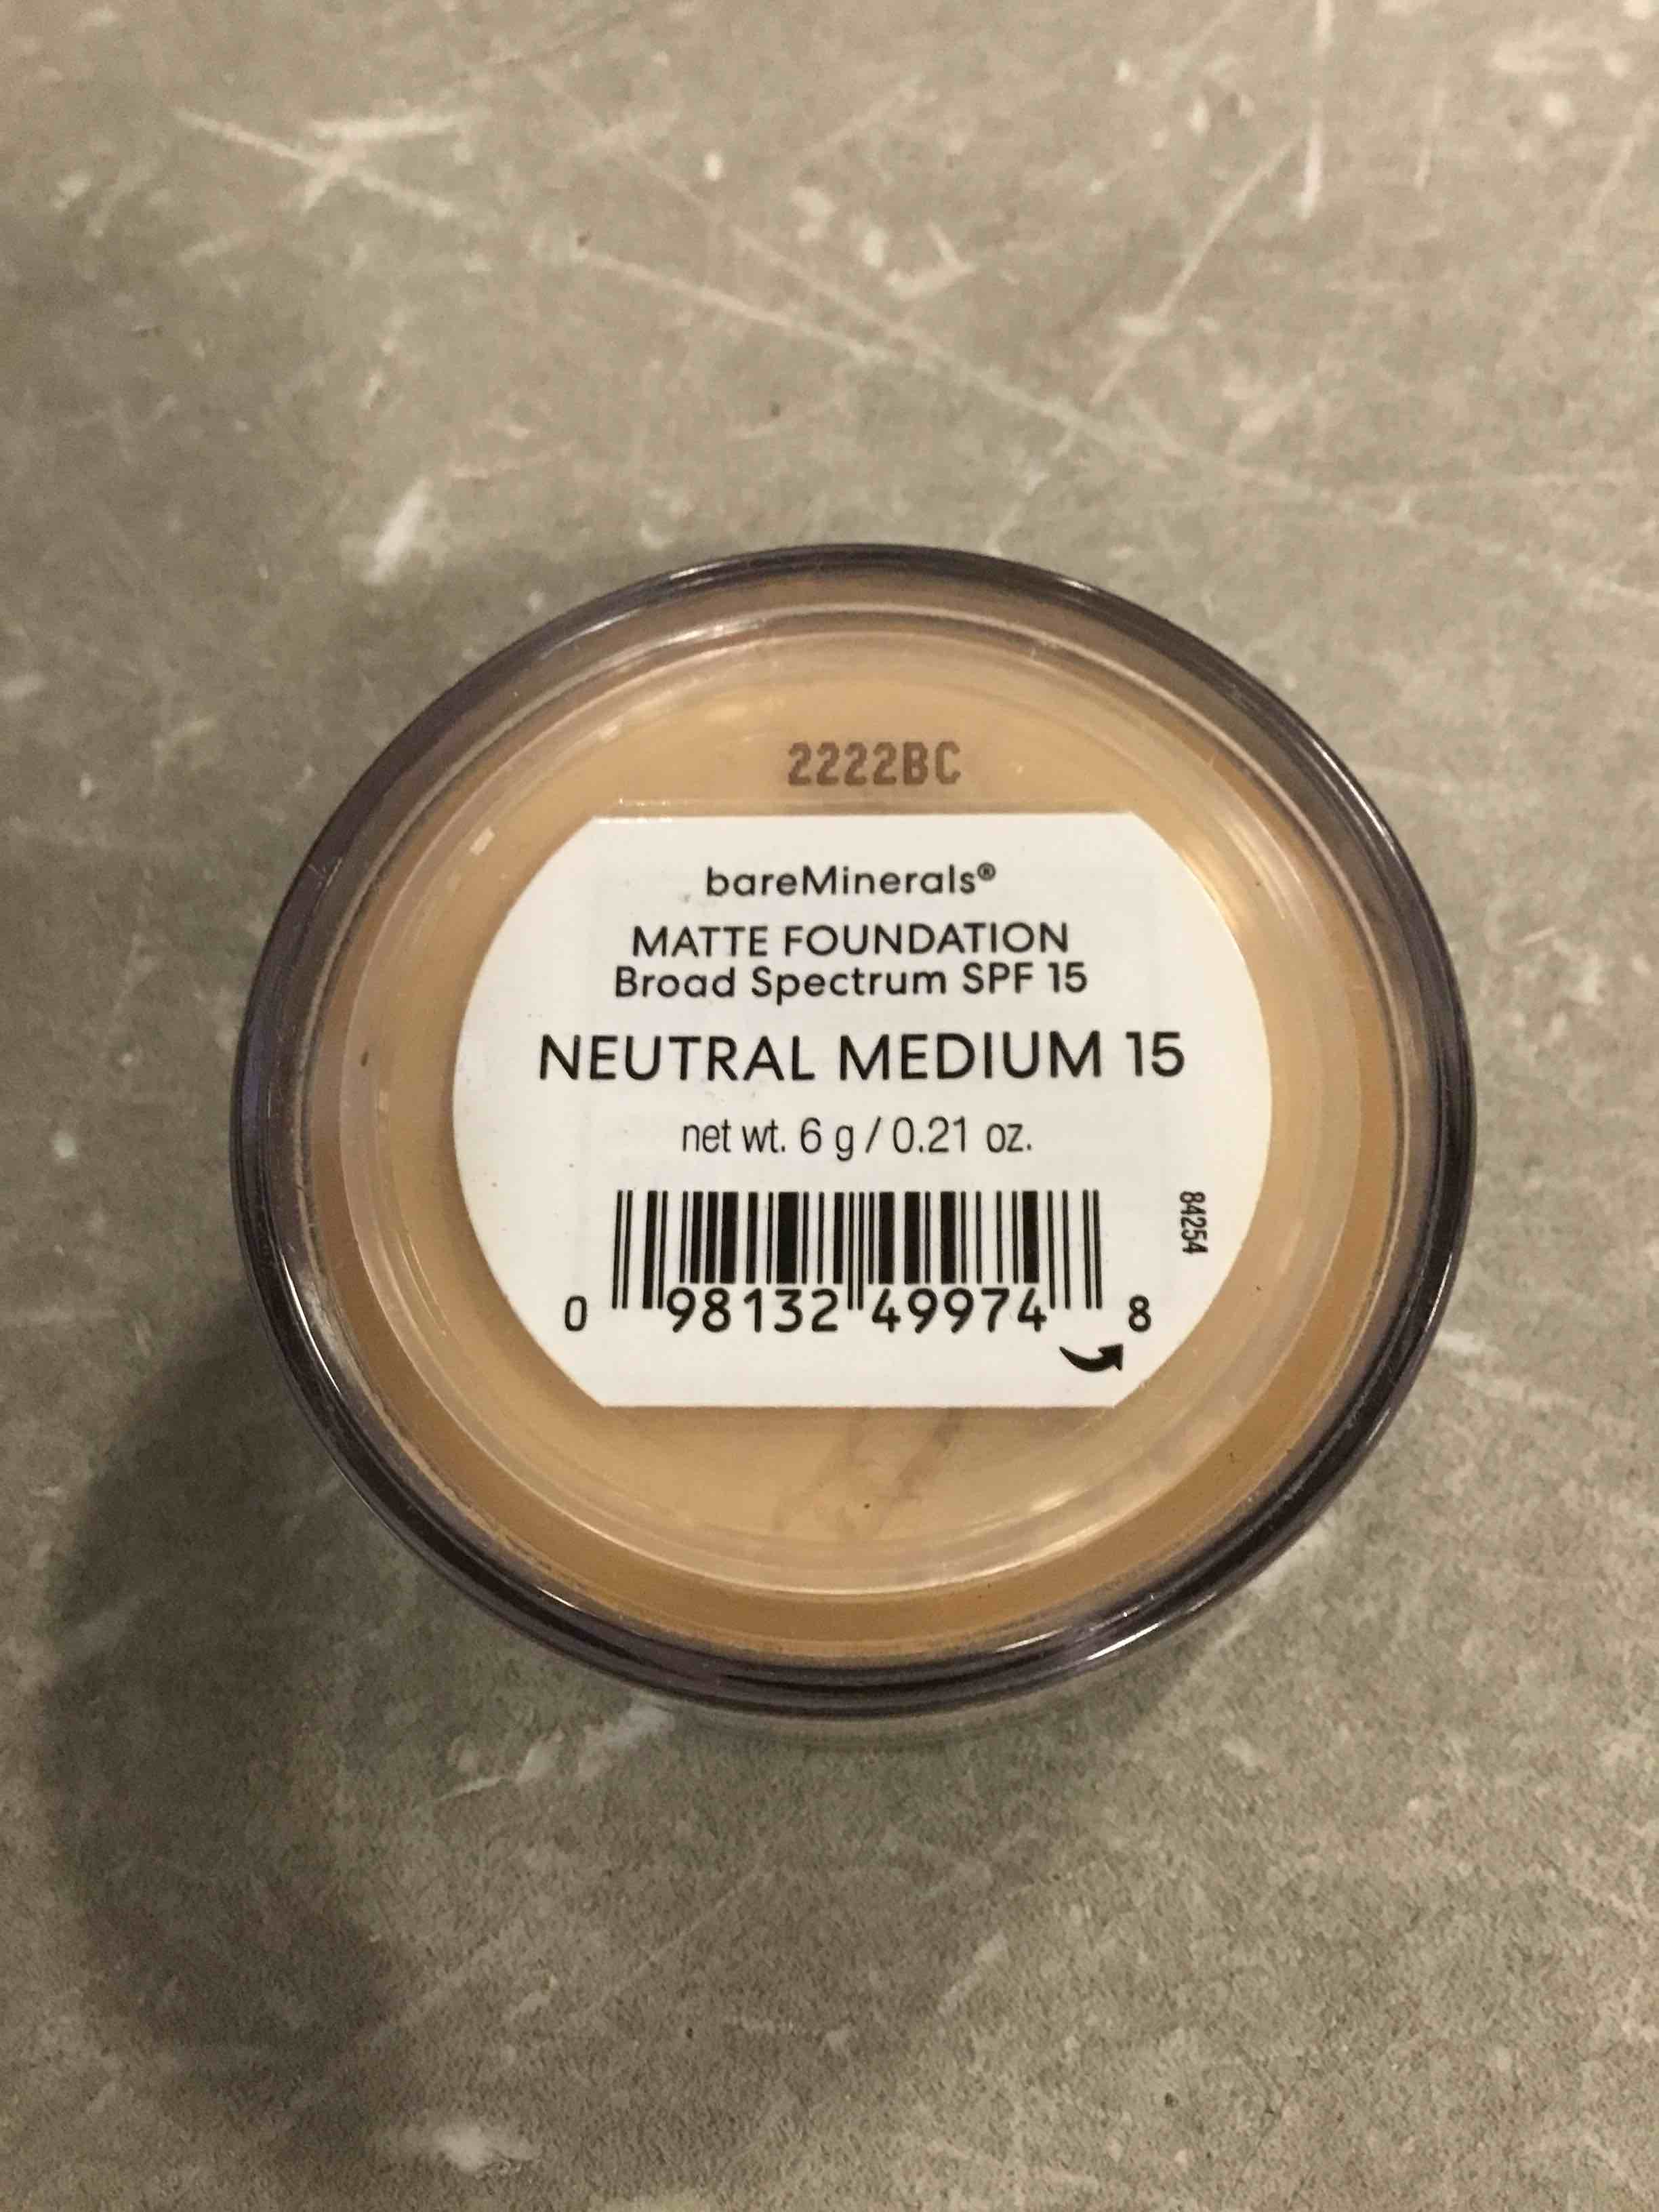 2222BC
bareMinerals®
MATTE FOUNDATION
Broad Spectrum SPF 15
NEUTRAL MEDIUM 15
net wt. 6 g / 0.21 oz.
84254
0 98132 49974 8